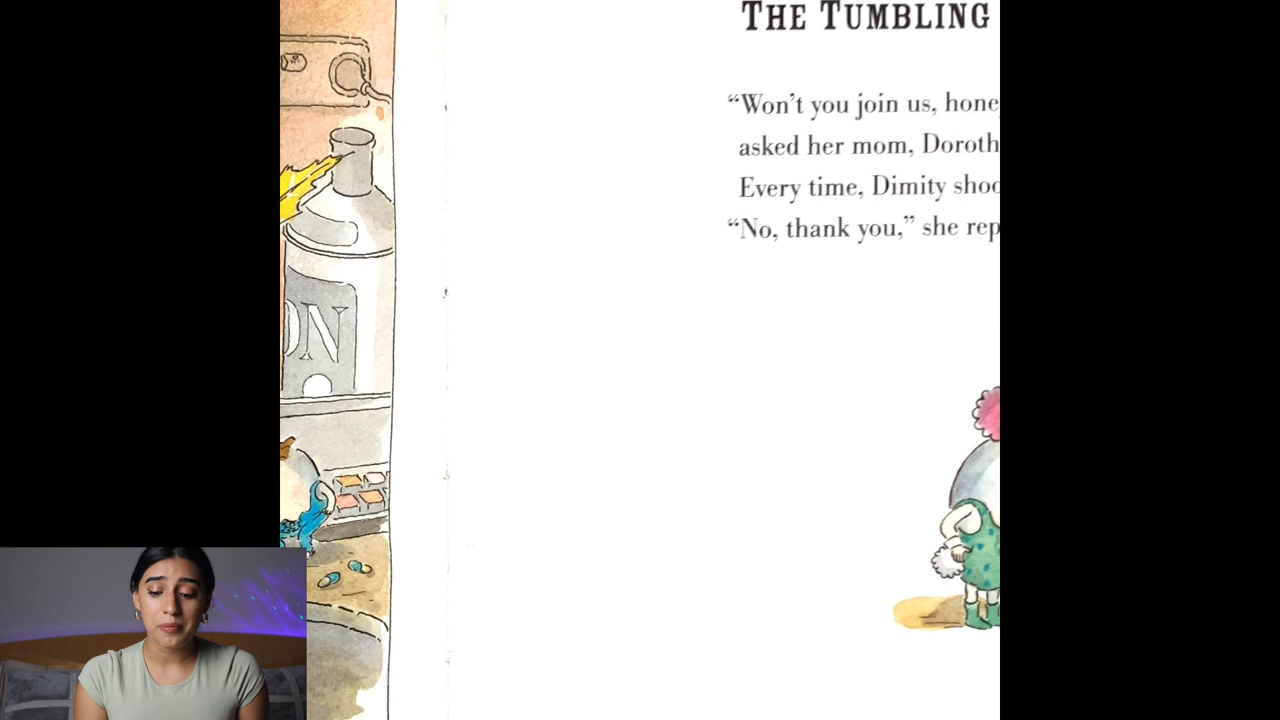 ON
THE TUMBLING
“Won’t you join us, hone
asked her mom, Doroth
Every time, Dimity shoo
“No, thank you,” she rep